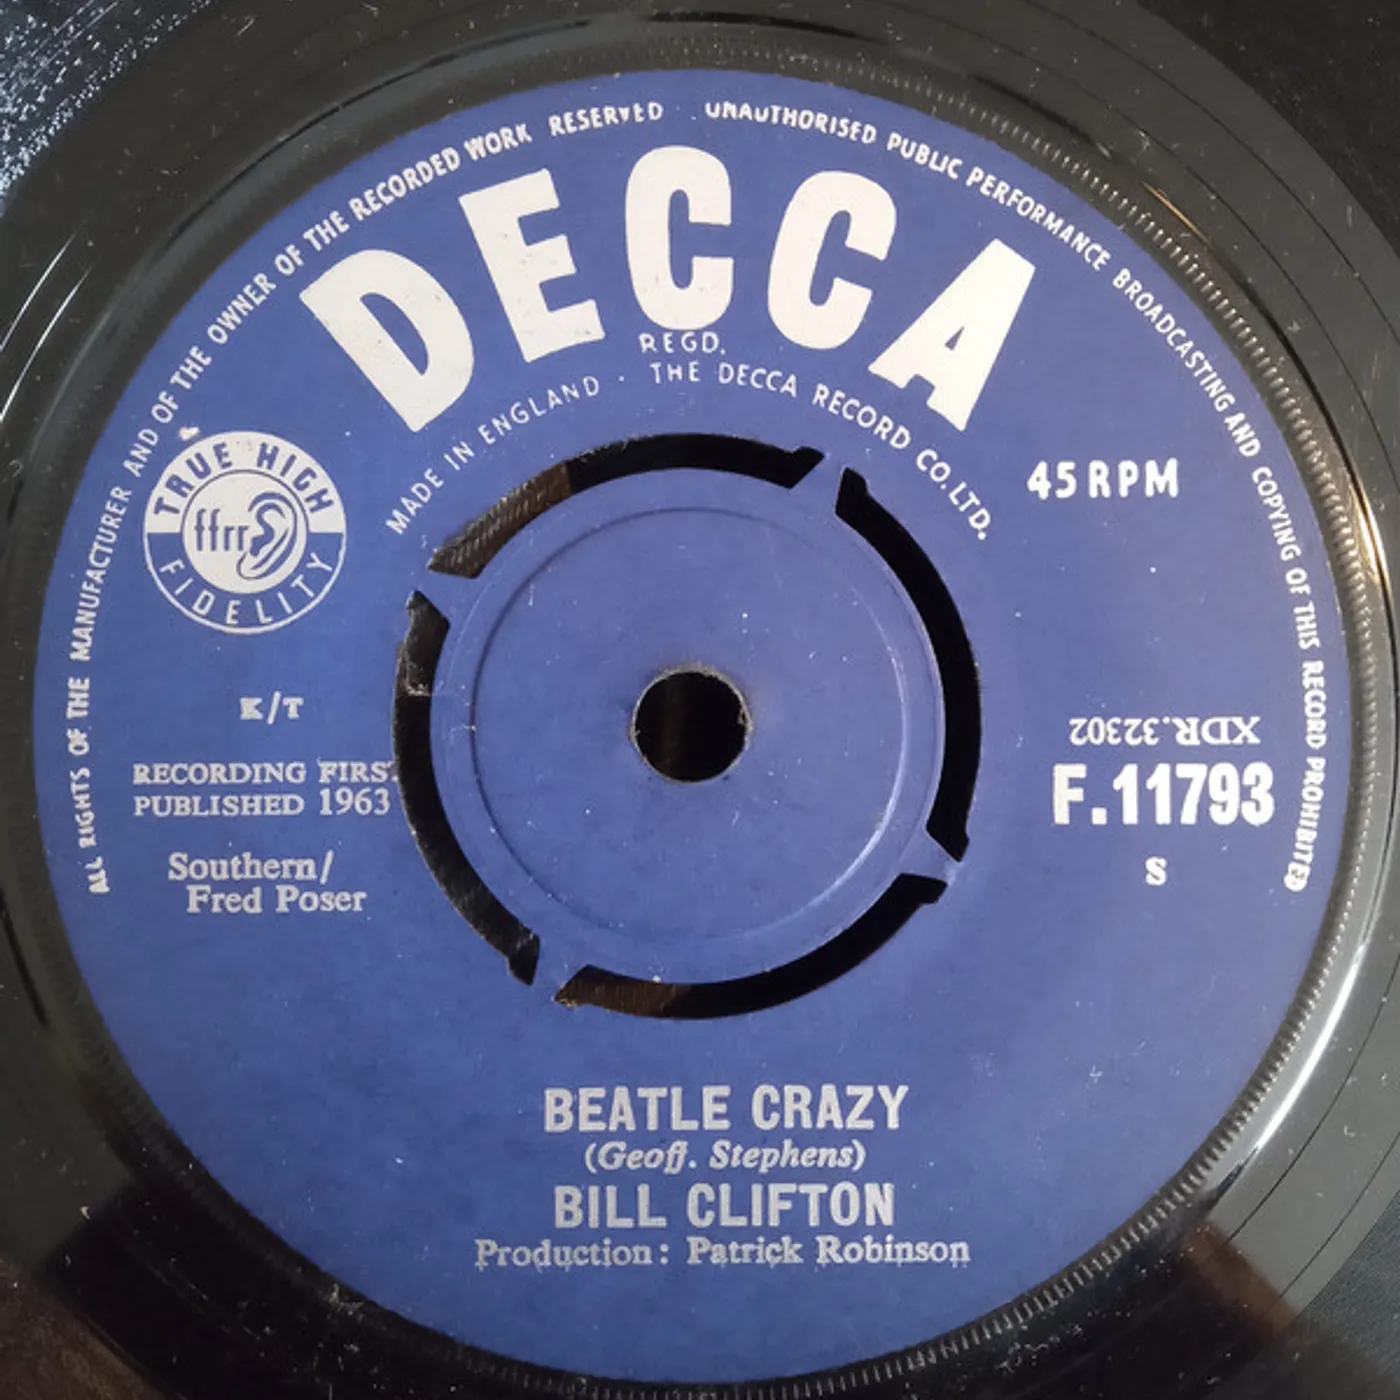 ALL RIGHTS OF THE MANUFACTURER AND OF THE OWNER OF THE RECORDED WORK RESERVED · UNAUTHORISED PUBLIC PERFORMANCE BROADCASTING AND COPYING OF THIS RECORD PROHIBITED
DECCA
REGD.
MADE IN ENGLAND · THE DECCA RECORD CO. LTD.
TRUE HIGH
ffrr
FIDELITY
45 RPM
K/T
RECORDING FIRST
PUBLISHED 1963
Southern/
Fred Poser
XDR.32302
F.11793
S
BEATLE CRAZY
(Geoff. Stephens)
BILL CLIFTON
Production: Patrick Robinson